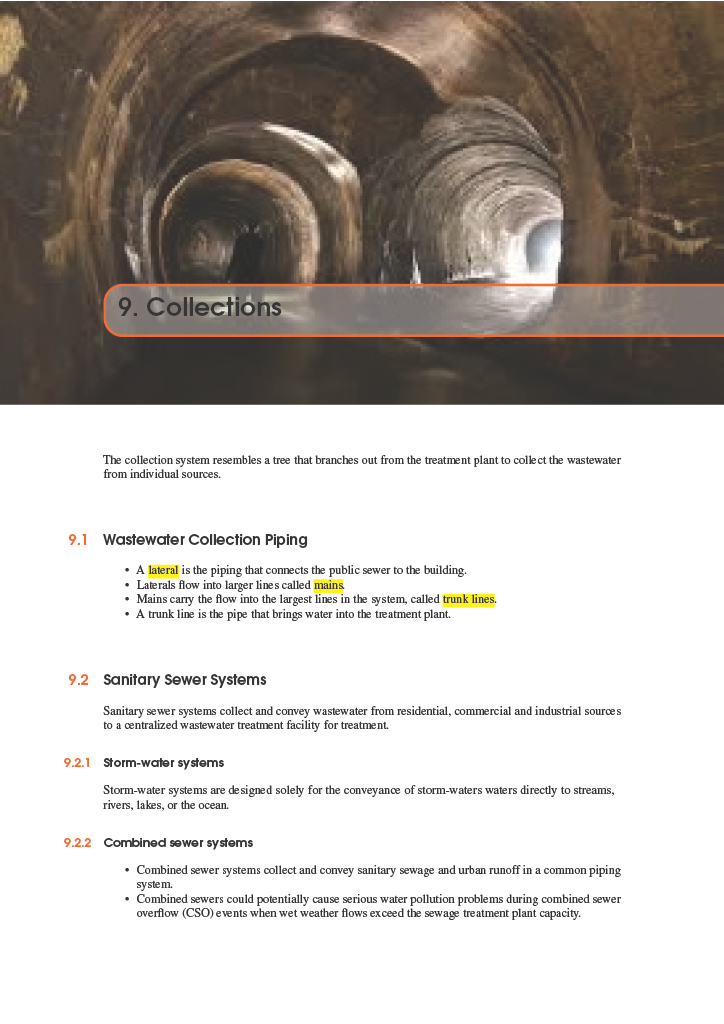 9. Collections
The collection system resembles a tree that branches out from the treatment plant to collect the wastewater
from individual sources.
9.1 Wastewater Collection Piping
• A lateral is the piping that connects the public sewer to the building.
• Laterals flow into larger lines called mains.
• Mains carry the flow into the largest lines in the system, called trunk lines.
• A trunk line is the pipe that brings water into the treatment plant.
9.2 Sanitary Sewer Systems
Sanitary sewer systems collect and convey wastewater from residential, commercial and industrial sources
to a centralized wastewater treatment facility for treatment.
9.2.1 Storm-water systems
Storm-water systems are designed solely for the conveyance of storm-waters waters directly to streams,
rivers, lakes, or the ocean.
9.2.2 Combined sewer systems
• Combined sewer systems collect and convey sanitary sewage and urban runoff in a common piping
system.
• Combined sewers could potentially cause serious water pollution problems during combined sewer
overflow (CSO) events when wet weather flows exceed the sewage treatment plant capacity.